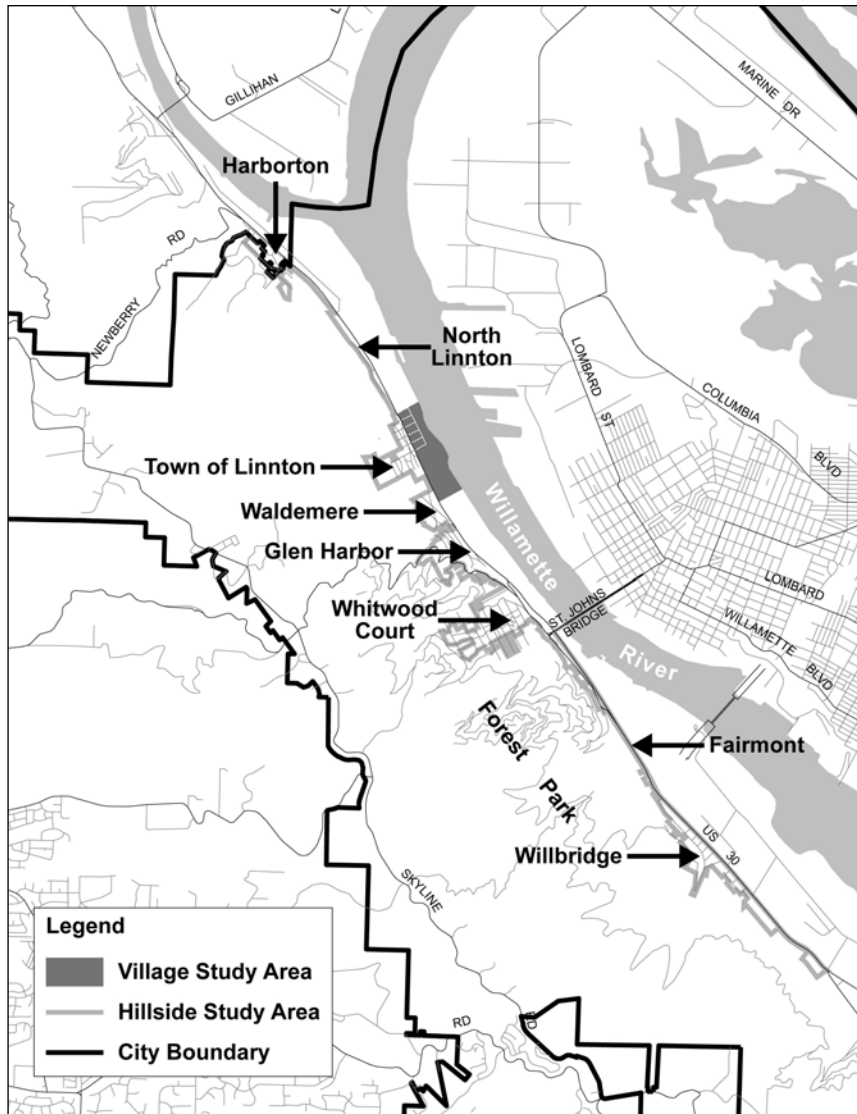 GILLIHAN
MARINE DR
Harborton
RD
NEWBERRY
North
Linnton
LOMBARD
ST
COLUMBIA
BLVD
Town of Linnton
Willamette
Waldemere
Glen Harbor
LOMBARD
Whitwood
Court
ST. JOHNS
BRIDGE
WILLAMETTE
BLVD
River
Forest
Park
Fairmont
US 30
Willbridge
SKYLINE
Legend
Village Study Area
Hillside Study Area
City Boundary
RD
RD